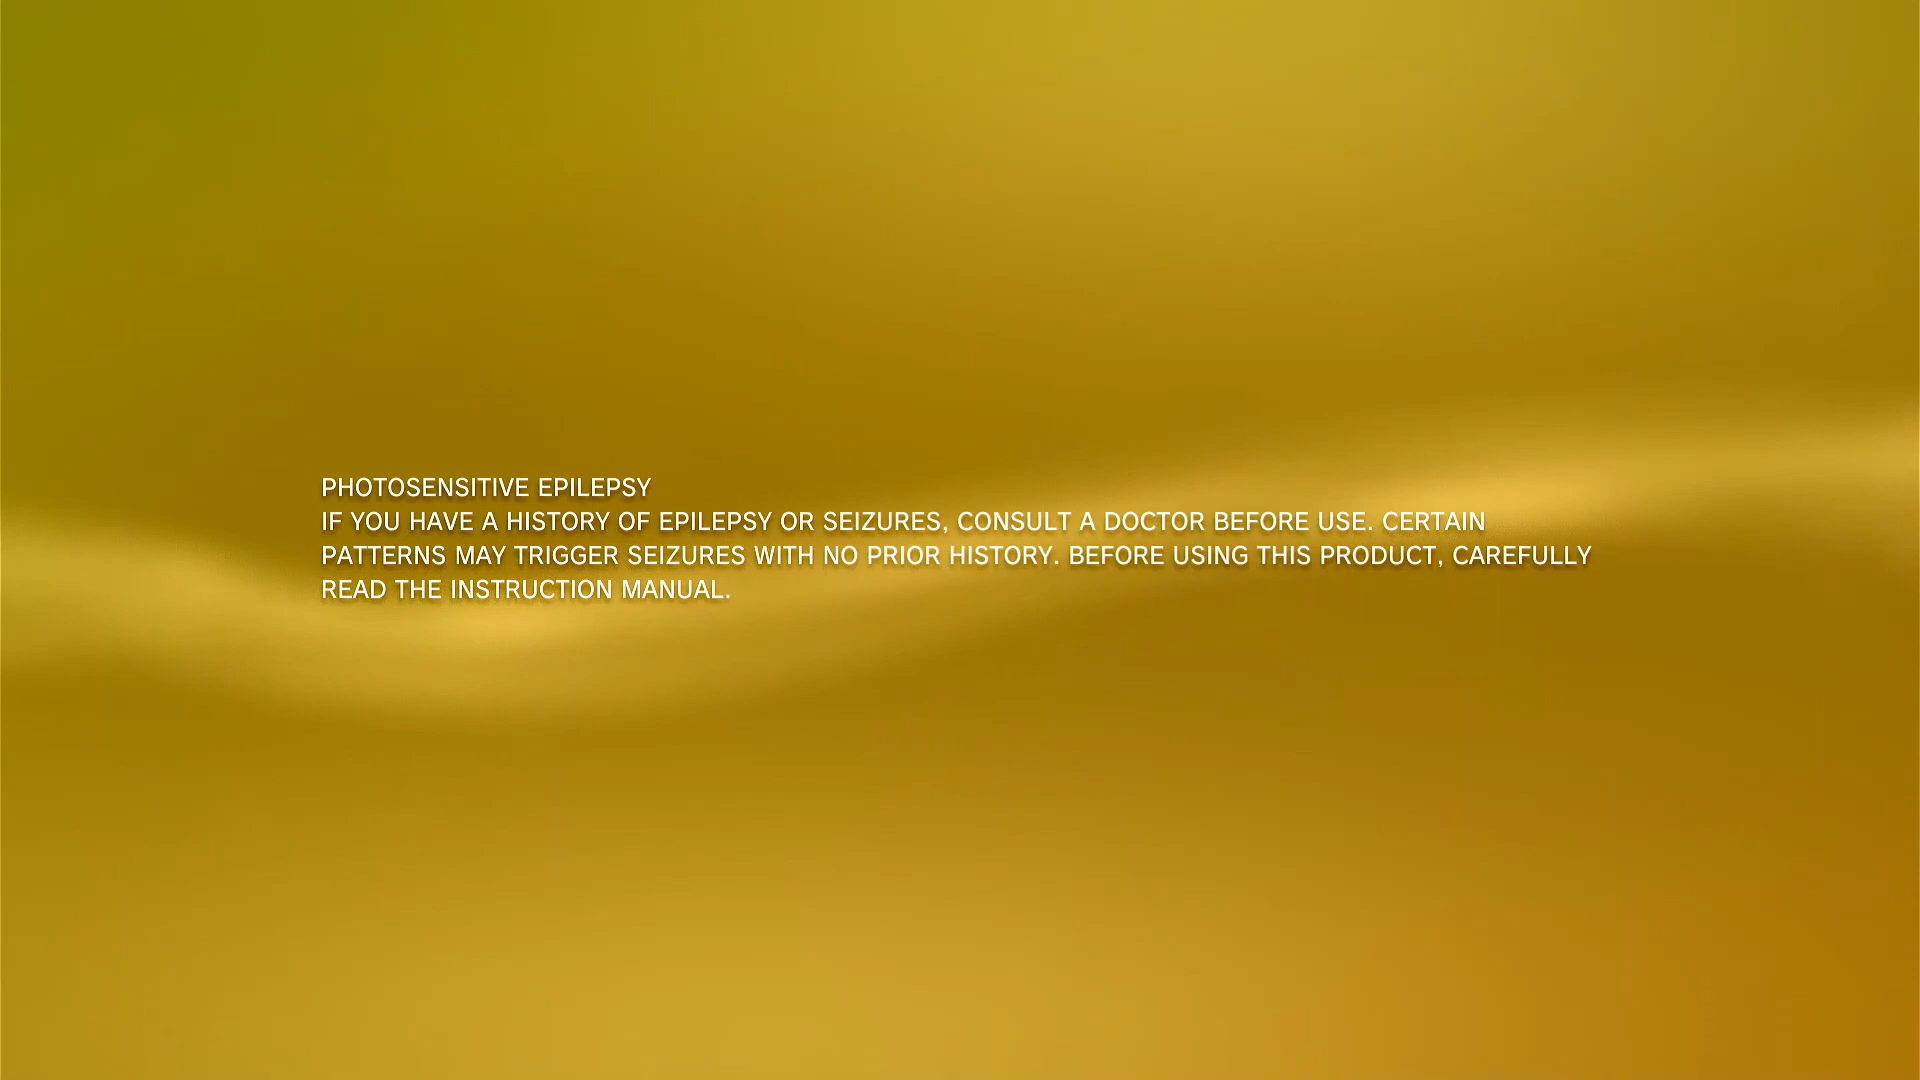 PHOTOSENSITIVE EPILEPSY
IF YOU HAVE A HISTORY OF EPILEPSY OR SEIZURES, CONSULT A DOCTOR BEFORE USE. CERTAIN
PATTERNS MAY TRIGGER SEIZURES WITH NO PRIOR HISTORY. BEFORE USING THIS PRODUCT, CAREFULLY
READ THE INSTRUCTION MANUAL.